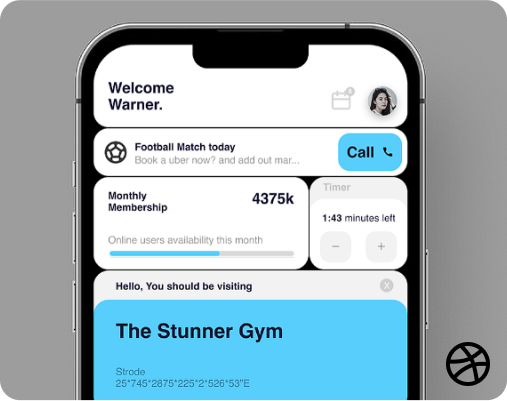 Welcome
Warner.
Football Match today
Book a uber now? and add out mar...
Call
Monthly
Membership
4375k
Online users availability this month
Timer
1:43 minutes left
−
+
Hello, You should be visiting
X
The Stunner Gym
Strode
25*745*2875*225*2*526*53"E